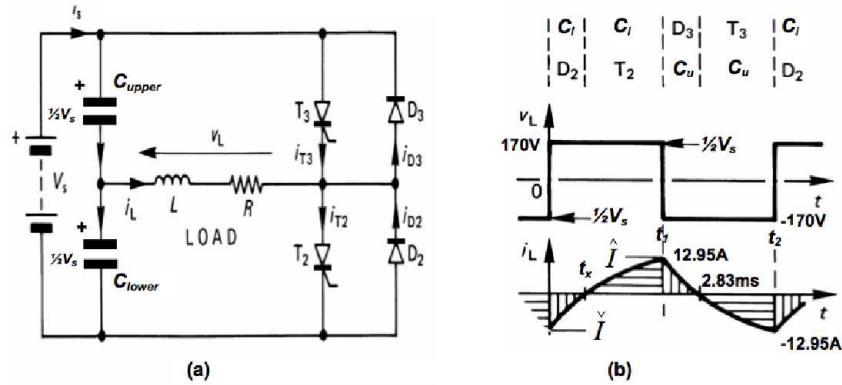 i_s
+
C_upper
½V_s
+
V_s
v_L
T_3
i_T3
D_3
i_D3
i_L
L
R
LOAD
+
½V_s
C_lower
i_T2
T_2
i_D2
D_2
(a)
C_l C_l D_3 T_3 C_l
D_2 T_2 C_u C_u D_2
v_L
170V
½V_s
0
t
½V_s
-170V
t_1
t_2
i_L
t_x
Î
12.95A
2.83ms
t
Ǐ
-12.95A
(b)